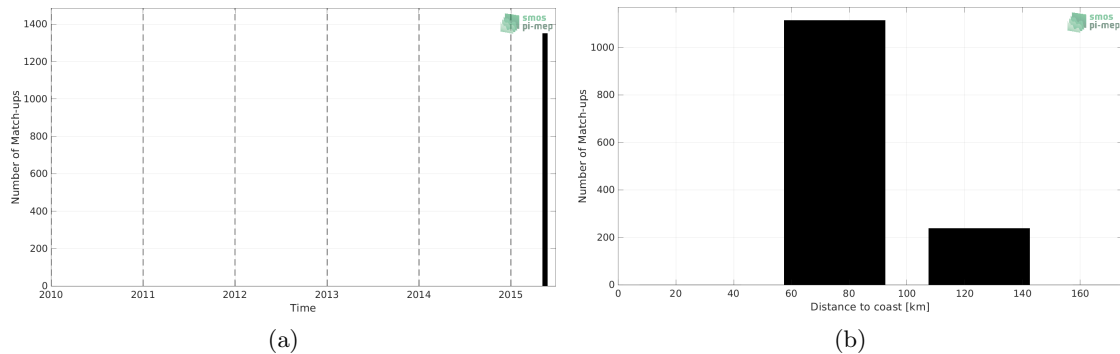 1400
1200
1000
800
600
400
200
0
Number of Match-ups
2010 2011 2012 2013 2014 2015
Time
smos
pi-mep
(a)
1000
800
600
400
200
0
Number of Match-ups
0 20 40 60 80 100 120 140 160
Distance to coast [km]
smos
pi-mep
(b)